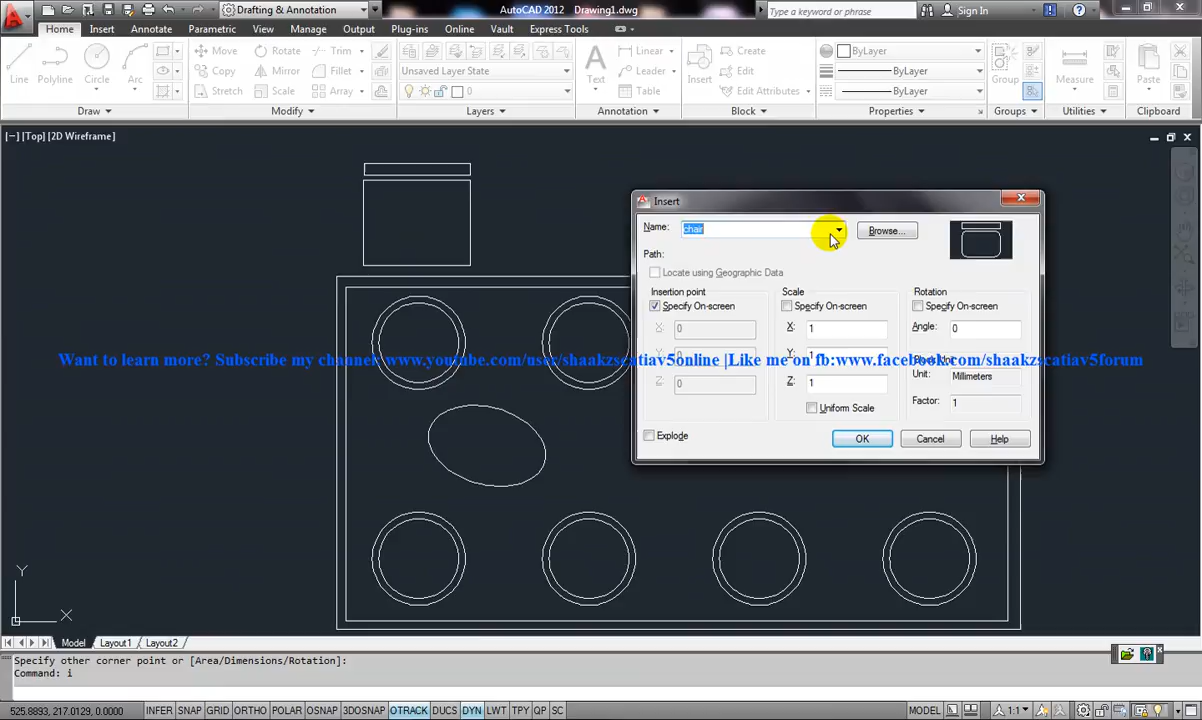 Drafting & Annotation
AutoCAD 2012 Drawing1.dwg
Type a keyword or phrase
Sign In
Home Insert Annotate Parametric View Manage Output Plug-ins Online Vault Express Tools
Line Polyline Circle Arc
Move Rotate Trim
Copy Mirror Fillet
Stretch Scale Array
Unsaved Layer State
0
Text
Linear
Leader
Table
Insert
Create
Edit
Edit Attributes
ByLayer
ByLayer
ByLayer
Group
Measure
Paste
Draw Modify Layers Annotation Block Properties Groups Utilities Clipboard
[−] [Top] [2D Wireframe]
Insert
Name: chair Browse...
Path:
Locate using Geographic Data
Insertion point Scale Rotation
Specify On-screen Specify On-screen Specify On-screen
X: 0 X: 1 Angle: 0
Want to learn more? Subscribe my channel: www.youtube.com/user/shaakzscatiav5online |Like me on fb:www.facebook.com/shaakzscatiav5forum
Unit: Millimeters
Z: 0 Z: 1
Uniform Scale Factor: 1
Explode OK Cancel Help
Y
X
Model Layout1 Layout2
Specify other corner point or [Area/Dimensions/Rotation]:
Command: i
525.8893, 217.0129, 0.0000 INFER SNAP GRID ORTHO POLAR OSNAP 3DOSNAP OTRACK DUCS DYN LWT TPY QP SC MODEL 1:1